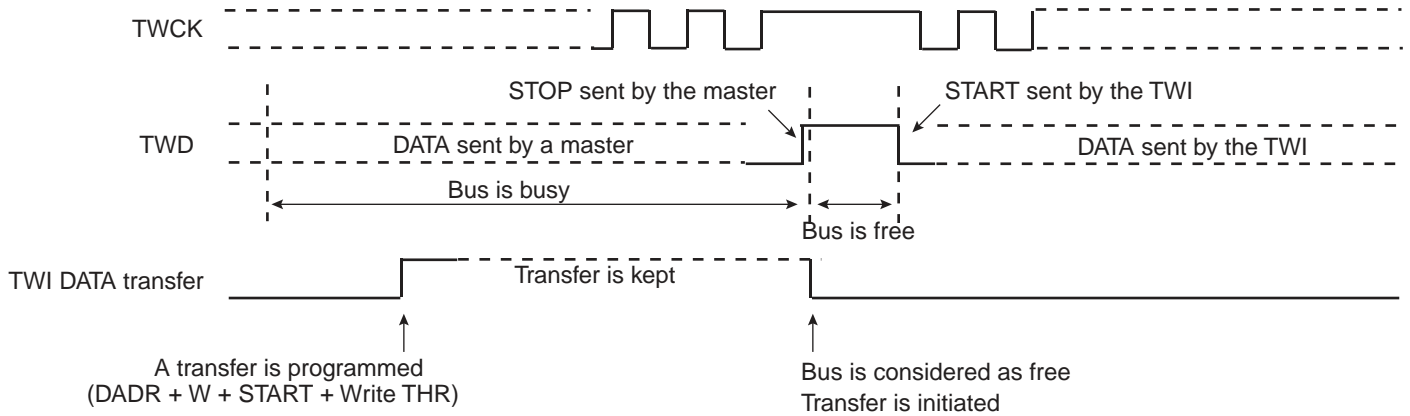 TWCK
STOP sent by the master
START sent by the TWI
TWD
DATA sent by a master
DATA sent by the TWI
Bus is busy
Bus is free
TWI DATA transfer
Transfer is kept
A transfer is programmed
(DADR + W + START + Write THR)
Bus is considered as free
Transfer is initiated